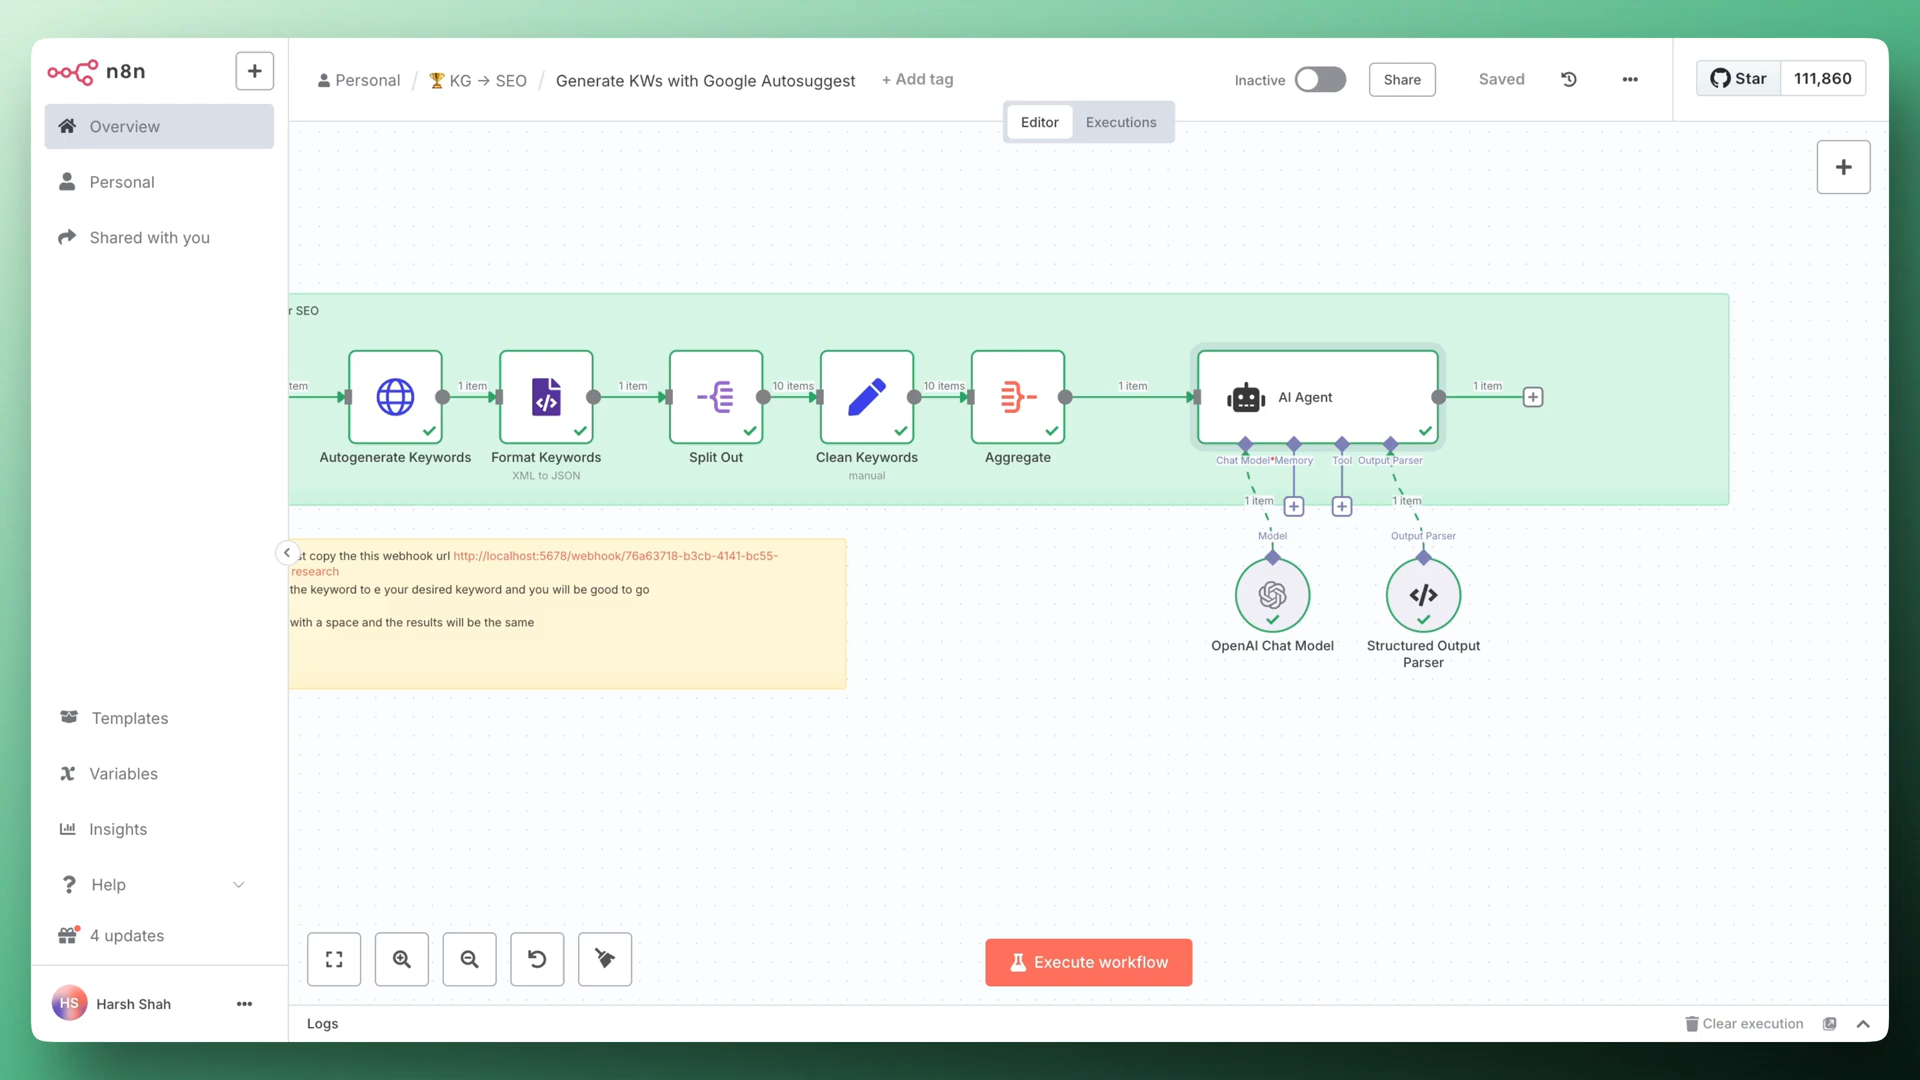 n8n
Personal / 🏆 KG → SEO / Generate KWs with Google Autosuggest + Add tag
Inactive
Share
Saved
Star 111,860
Editor Executions
Overview
Personal
Shared with you
r SEO
tem
1 item
1 item
10 items
10 items
1 item
1 item
AI Agent
Autogenerate Keywords
Format Keywords
XML to JSON
Split Out
Clean Keywords
manual
Aggregate
Chat Model* Memory Tool Output Parser
1 item
1 item
Model
Output Parser
OpenAI Chat Model
Structured Output
Parser
st copy the this webhook url http://localhost:5678/webhook/76a63718-b3cb-4141-bc55-
research
the keyword to e your desired keyword and you will be good to go
with a space and the results will be the same
Templates
Variables
Insights
Help
4 updates
HS Harsh Shah
Execute workflow
Logs
Clear execution